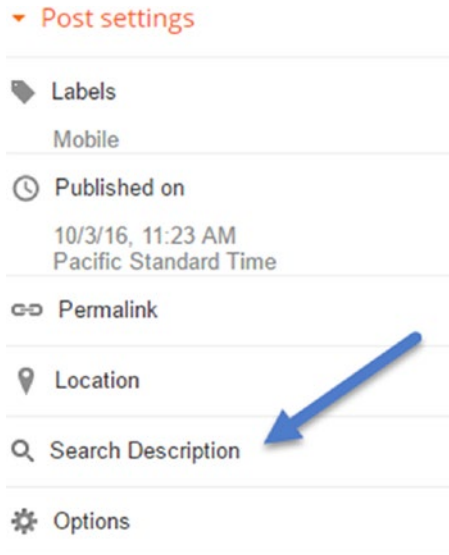 Post settings
Labels
Mobile
Published on
10/3/16, 11:23 AM
Pacific Standard Time
Permalink
Location
Search Description
Options